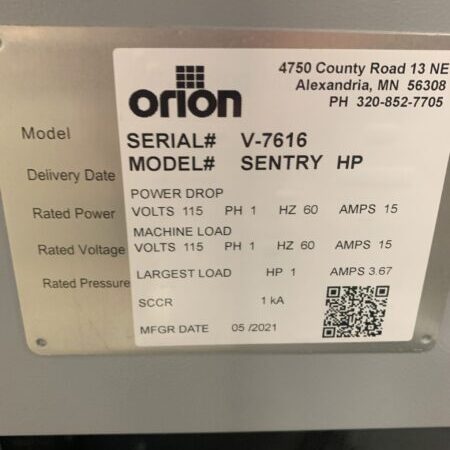 orion
4750 County Road 13 NE
Alexandria, MN 56308
PH 320-852-7705
Model
SERIAL# V-7616
MODEL# SENTRY HP
Delivery Date
POWER DROP
Rated Power
VOLTS 115 PH 1 HZ 60 AMPS 15
MACHINE LOAD
Rated Voltage
VOLTS 115 PH 1 HZ 60 AMPS 15
Rated Pressure
LARGEST LOAD HP 1 AMPS 3.67
SCCR 1 kA
MFGR DATE 05 /2021